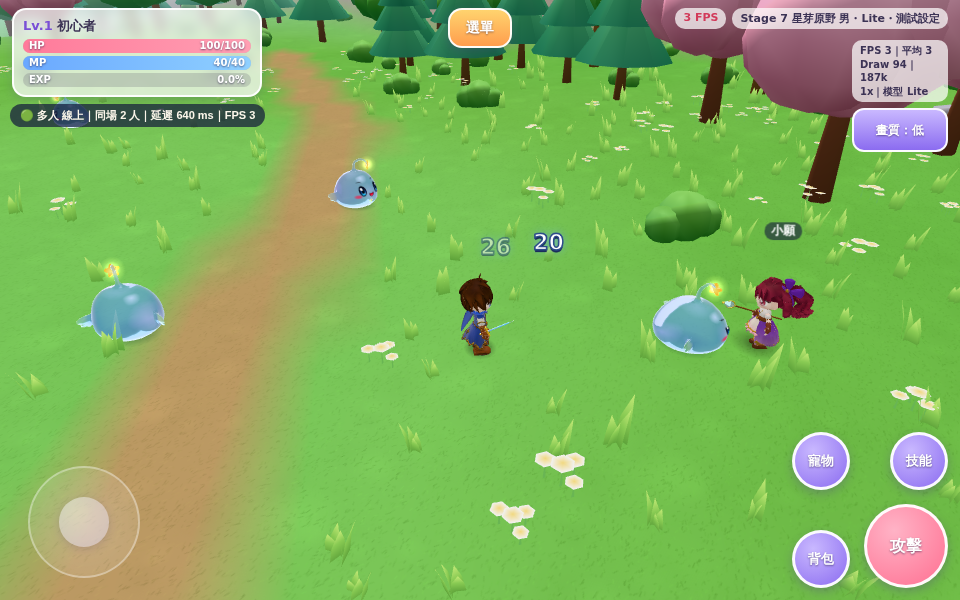 Lv.1 初心者
HP 100/100
MP 40/40
EXP 0.0%
多人 線上｜同場 2 人｜延遲 640 ms｜FPS 3
選單
3 FPS
Stage 7 星芽原野 男・Lite・測試設定
FPS 3｜平均 3
Draw 94｜
187k
1x｜模型 Lite
畫質：低
26
20
小願
寵物
技能
背包
攻擊